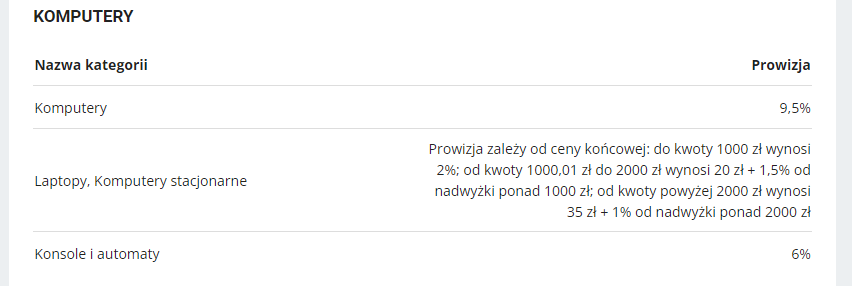 KOMPUTERY
Nazwa kategorii Prowizja
Komputery 9,5%
Laptopy, Komputery stacjonarne
Prowizja zależy od ceny końcowej: do kwoty 1000 zł wynosi
2%; od kwoty 1000,01 zł do 2000 zł wynosi 20 zł + 1,5% od
nadwyżki ponad 1000 zł; od kwoty powyżej 2000 zł wynosi
35 zł + 1% od nadwyżki ponad 2000 zł
Konsole i automaty 6%